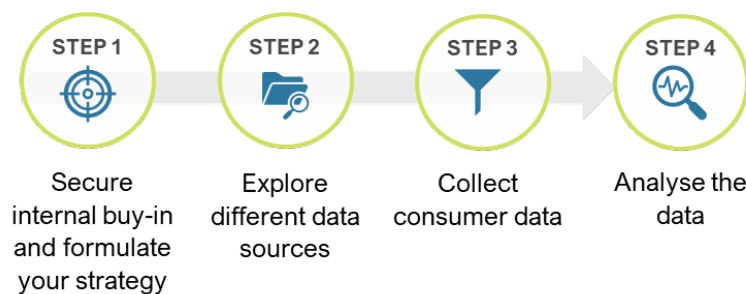 STEP 1
STEP 2
STEP 3
STEP 4
Secure
internal buy-in
and formulate
your strategy
Explore
different data
sources
Collect
consumer data
Analyse the
data